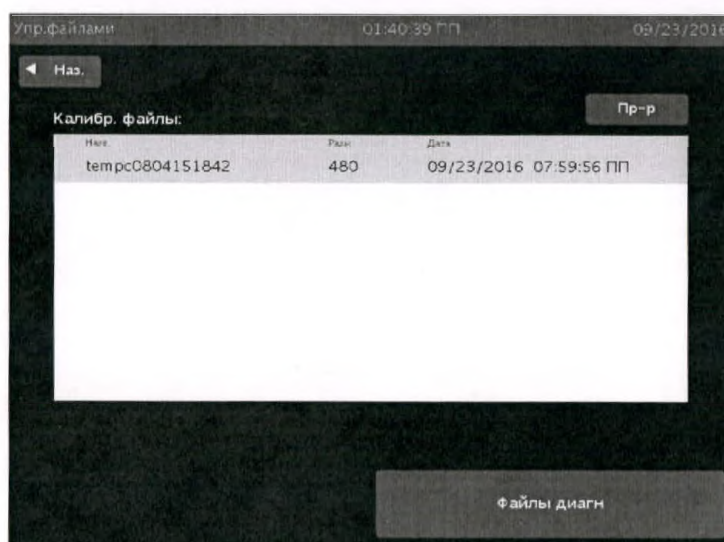 Упр.файлами 01:40:39 ПП 09/23/2016
Наз.
Пр-р
Калибр. файлы:
Наз. Разм Дата
tempc0804151842 480 09/23/2016 07:59:56 ПП
Файлы диагн